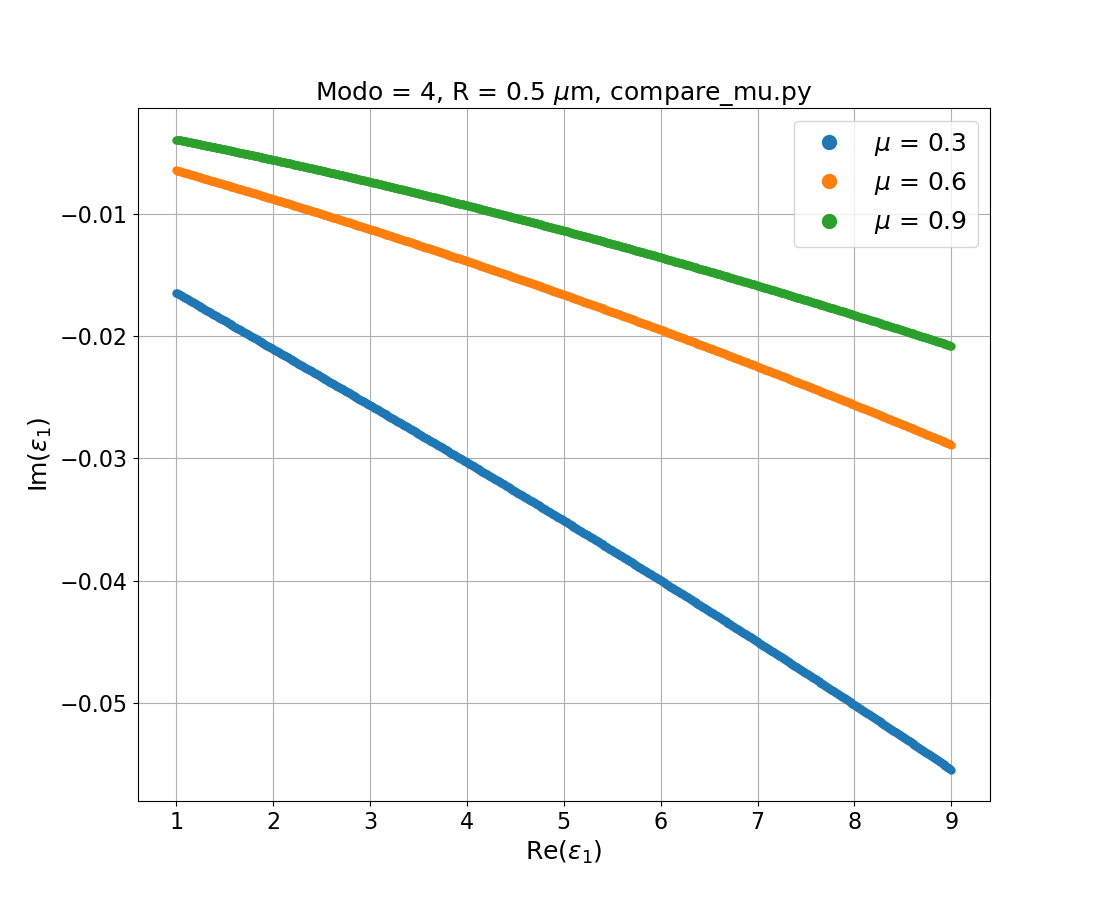 Modo = 4, R = 0.5 μm, compare_mu.py
μ = 0.3
μ = 0.6
μ = 0.9
−0.01
−0.02
−0.03
−0.04
−0.05
Im(ε₁)
1 2 3 4 5 6 7 8 9
Re(ε₁)